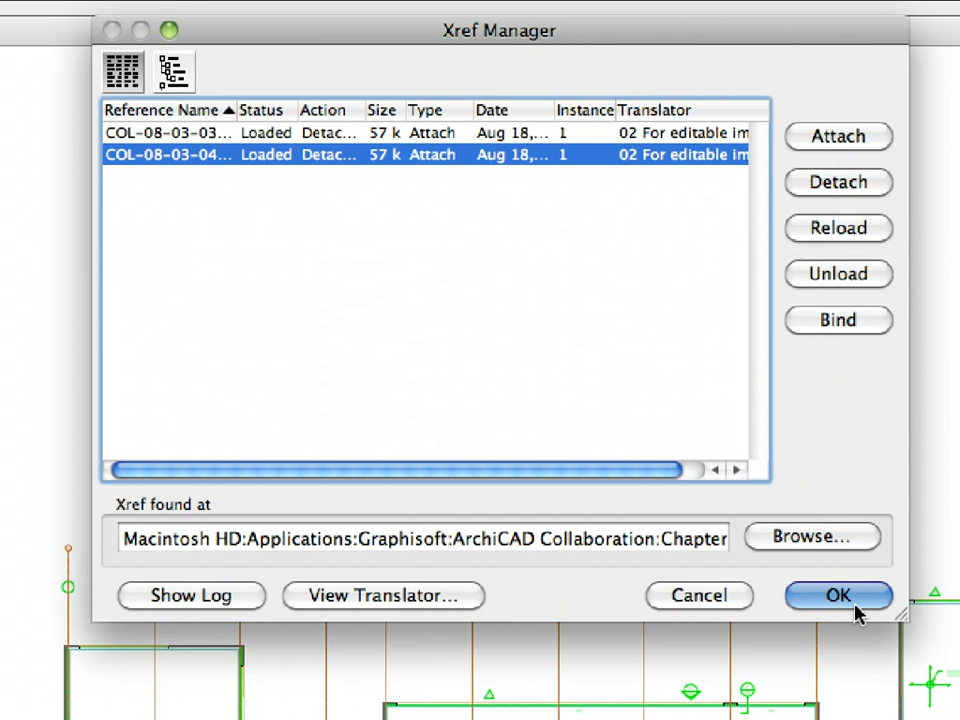 Xref Manager
Reference Name Status Action Size Type Date Instance Translator
COL-08-03-03... Loaded Detac... 57 k Attach Aug 18,... 1 02 For editable im
COL-08-03-04... Loaded Detac... 57 k Attach Aug 18,... 1 02 For editable im
Attach
Detach
Reload
Unload
Bind
Xref found at
Macintosh HD:Applications:Graphisoft:ArchiCAD Collaboration:Chapter
Browse...
Show Log
View Translator...
Cancel
OK